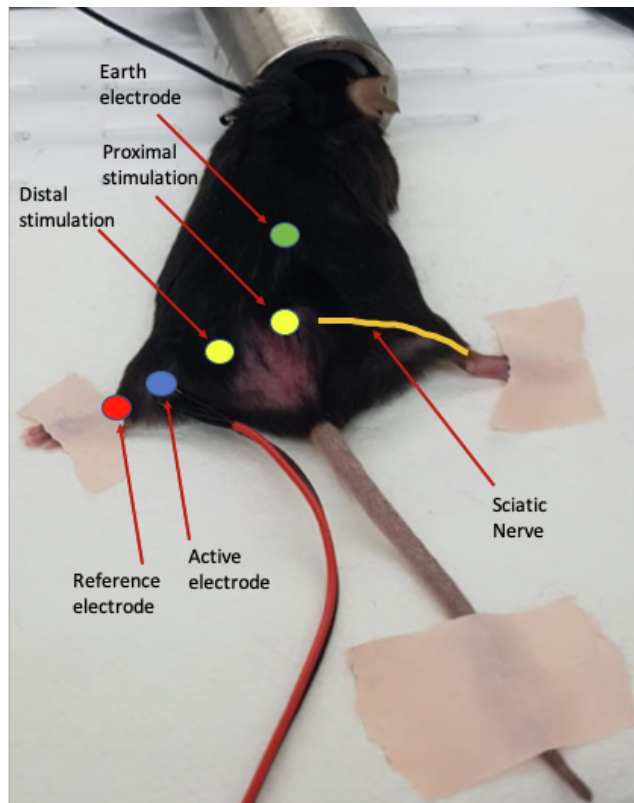 Earth
electrode
Proximal
stimulation
Distal
stimulation
Sciatic
Nerve
Active
electrode
Reference
electrode